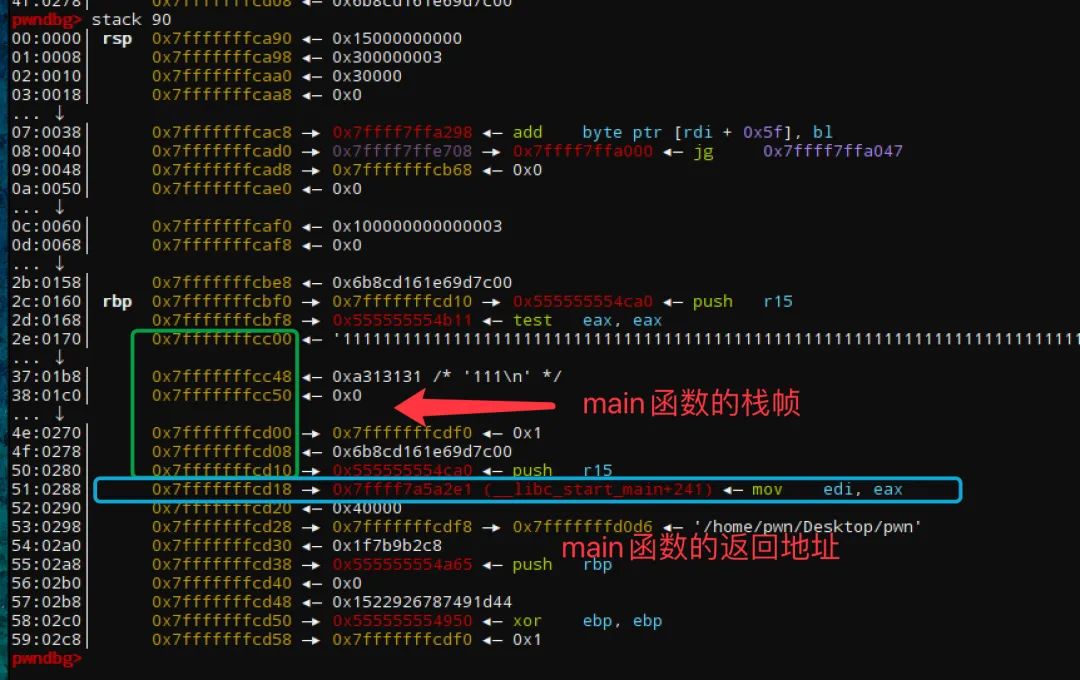 4f:0278 0x7fffffffcd08 ◂— 0x6b8cd161e69d7c00
pwndbg> stack 90
00:0000│ rsp 0x7fffffffca90 ◂— 0x15000000000
01:0008│ 0x7fffffffca98 ◂— 0x300000003
02:0010│ 0x7fffffffcaa0 ◂— 0x30000
03:0018│ 0x7fffffffcaa8 ◂— 0x0
... ↓
07:0038│ 0x7fffffffcac8 —▸ 0x7ffff7ffa298 ◂— add byte ptr [rdi + 0x5f], bl
08:0040│ 0x7fffffffcad0 —▸ 0x7ffff7ffe708 —▸ 0x7ffff7ffa000 ◂— jg 0x7ffff7ffa047
09:0048│ 0x7fffffffcad8 —▸ 0x7fffffffcb68 ◂— 0x0
0a:0050│ 0x7fffffffcae0 ◂— 0x0
... ↓
0c:0060│ 0x7fffffffcaf0 ◂— 0x100000000000003
0d:0068│ 0x7fffffffcaf8 ◂— 0x0
... ↓
2b:0158│ 0x7fffffffcbe8 ◂— 0x6b8cd161e69d7c00
2c:0160│ rbp 0x7fffffffcbf0 —▸ 0x7fffffffcd10 —▸ 0x555555554ca0 ◂— push r15
2d:0168│ 0x7fffffffcbf8 —▸ 0x555555554b11 ◂— test eax, eax
2e:0170│ 0x7fffffffcc00 ◂— '1111111111111111111111111111111111111111111111111111111111111111111111111
... ↓
37:01b8│ 0x7fffffffcc48 ◂— 0xa313131 /* '111\n' */
38:01c0│ 0x7fffffffcc50 ◂— 0x0
main函数的栈帧
... ↓
4e:0270│ 0x7fffffffcd00 —▸ 0x7fffffffcdf0 ◂— 0x1
4f:0278│ 0x7fffffffcd08 ◂— 0x6b8cd161e69d7c00
50:0280│ 0x7fffffffcd10 —▸ 0x555555554ca0 ◂— push r15
51:0288│ 0x7fffffffcd18 —▸ 0x7ffff7a5a2e1 (__libc_start_main+241) ◂— mov edi, eax
52:0290│ 0x7fffffffcd20 ◂— 0x40000
53:0298│ 0x7fffffffcd28 —▸ 0x7fffffffcdf8 —▸ 0x7fffffffd0d6 ◂— '/home/pwn/Desktop/pwn'
54:02a0│ 0x7fffffffcd30 ◂— 0x1f7b9b2c8
main函数的返回地址
55:02a8│ 0x7fffffffcd38 —▸ 0x555555554a65 ◂— push rbp
56:02b0│ 0x7fffffffcd40 ◂— 0x0
57:02b8│ 0x7fffffffcd48 ◂— 0x1522926787491d44
58:02c0│ 0x7fffffffcd50 —▸ 0x555555554950 ◂— xor ebp, ebp
59:02c8│ 0x7fffffffcd58 —▸ 0x7fffffffcdf0 ◂— 0x1
pwndbg>